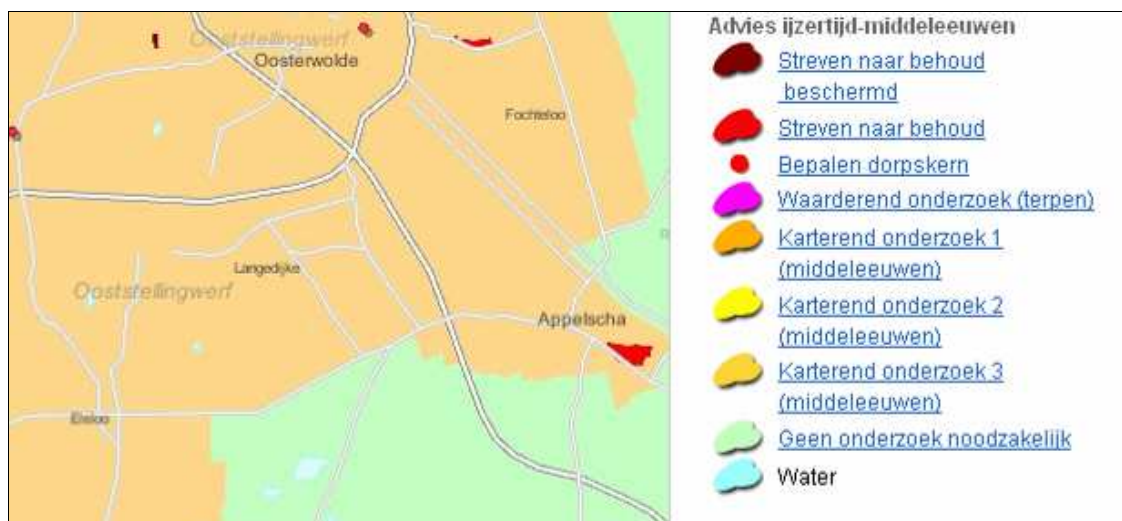 Ooststellingwerf
Oosterwolde
Fochteloo
Langedijke
Ooststellingwerf
Appelscha
Elsloo
Advies ijzertijd-middeleeuwen
Streven naar behoud
beschermd
Streven naar behoud
Bepalen dorpskern
Waarderend onderzoek (terpen)
Karterend onderzoek 1
(middeleeuwen)
Karterend onderzoek 2
(middeleeuwen)
Karterend onderzoek 3
(middeleeuwen)
Geen onderzoek noodzakelijk
Water